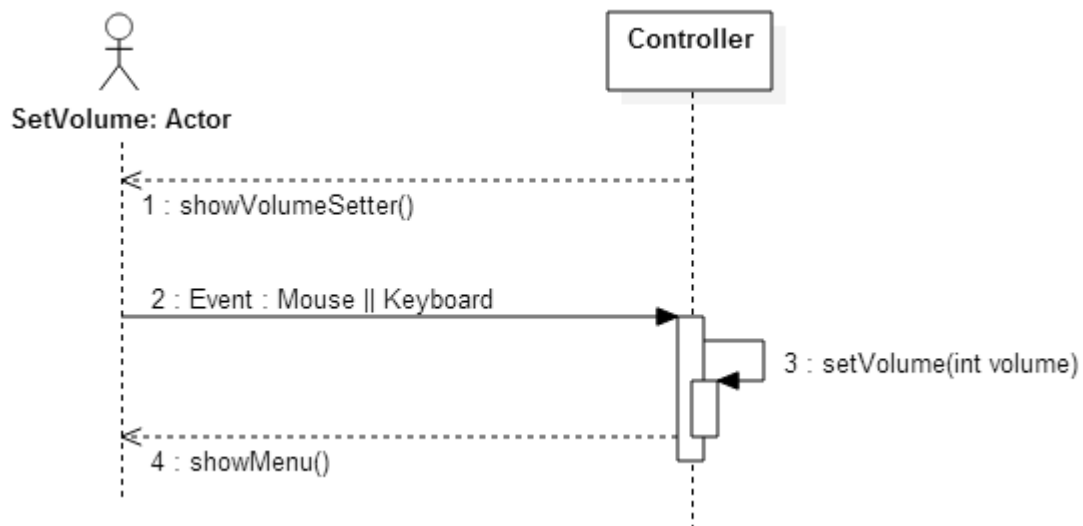 Controller
SetVolume: Actor
1 : showVolumeSetter()
2 : Event : Mouse || Keyboard
3 : setVolume(int volume)
4 : showMenu()